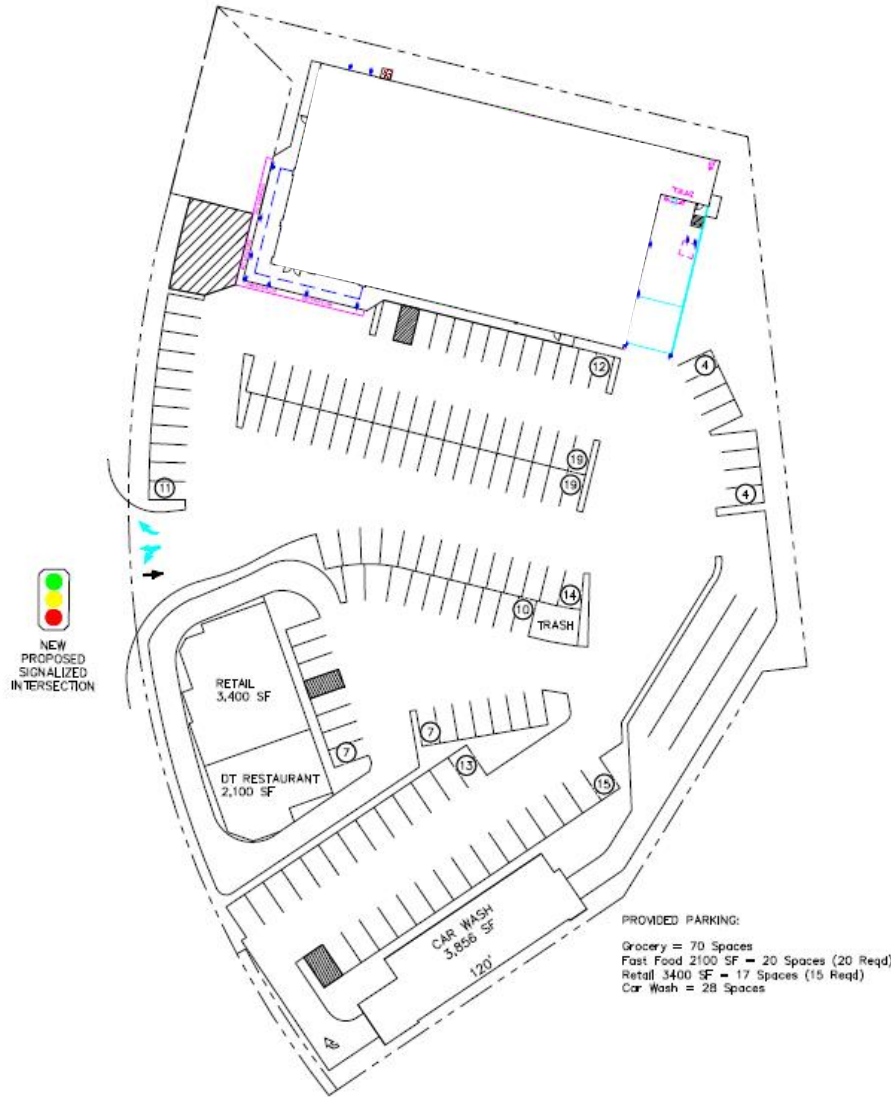 12
4
19
19
4
11
14
10
TRASH
NEW
PROPOSED
SIGNALIZED
INTERSECTION
RETAIL
3,400 SF
7
7
13
15
DT RESTAURANT
2,100 SF
CAR WASH
3,856 SF
120'
PROVIDED PARKING:
Grocery = 70 Spaces
Fast Food 2100 SF = 20 Spaces (20 Reqd)
Retail 3400 SF = 17 Spaces (15 Reqd)
Car Wash = 28 Spaces